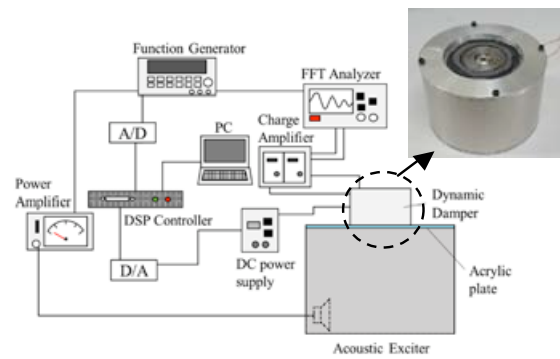 Function Generator
FFT Analyzer
A/D
PC
Charge
Amplifier
Power
Amplifier
DSP Controller
Dynamic
Damper
D/A
DC power
supply
Acrylic
plate
Acoustic Exciter